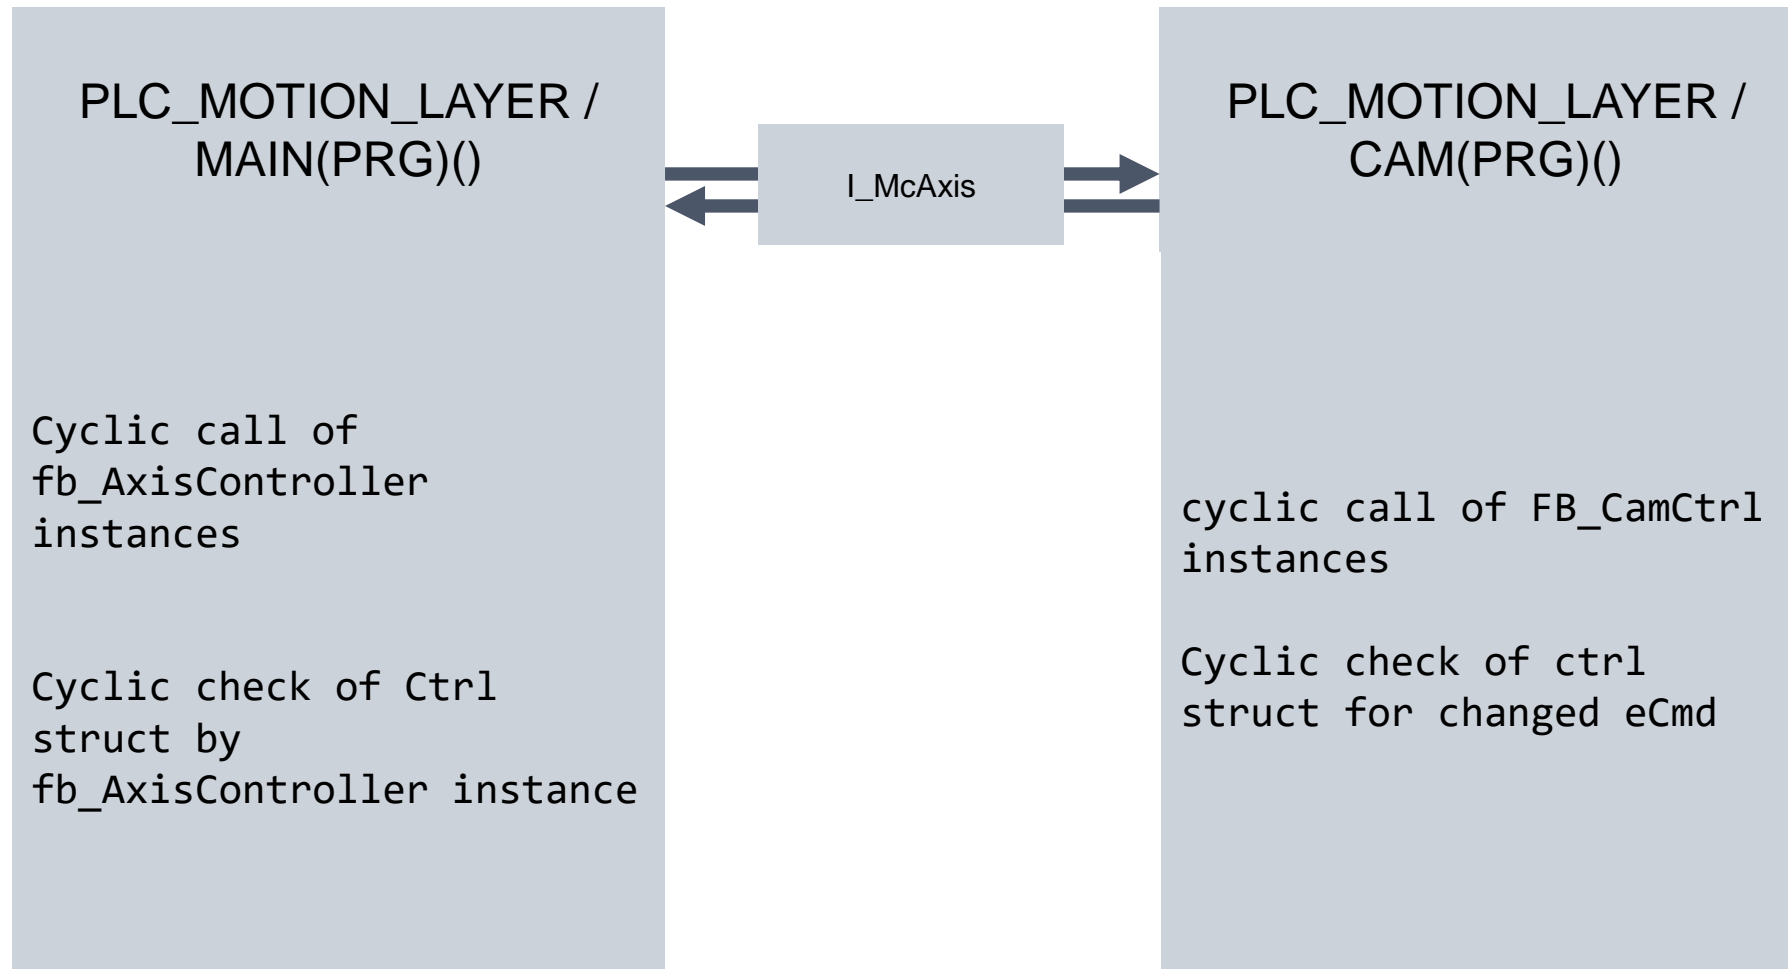 PLC_MOTION_LAYER /
MAIN(PRG)()
Cyclic call of
fb_AxisController
instances
Cyclic check of Ctrl
struct by
fb_AxisController instance
I_McAxis
PLC_MOTION_LAYER /
CAM(PRG)()
cyclic call of FB_CamCtrl
instances
Cyclic check of ctrl
struct for changed eCmd